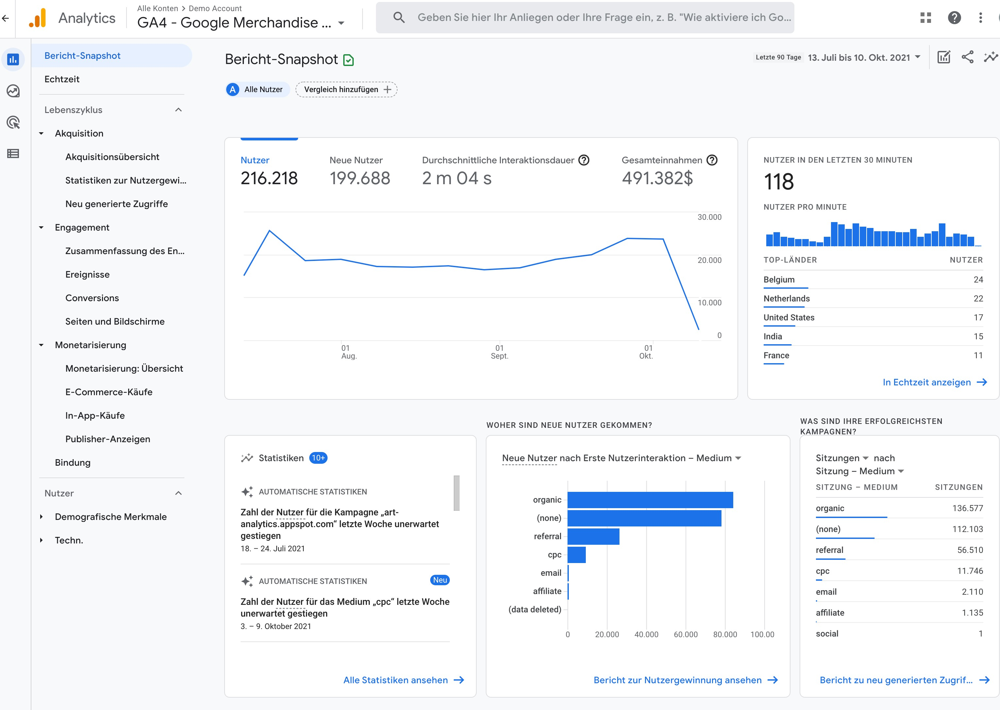 Alle Konten > Demo Account
Analytics
GA4 - Google Merchandise ...
Geben Sie hier Ihr Anliegen oder Ihre Frage ein, z. B. "Wie aktiviere ich Go...
Bericht-Snapshot
Echtzeit
Lebenszyklus
Akquisition
Akquisitionsübersicht
Statistiken zur Nutzergewi...
Neu generierte Zugriffe
Engagement
Zusammenfassung des En...
Ereignisse
Conversions
Seiten und Bildschirme
Monetarisierung
Monetarisierung: Übersicht
E-Commerce-Käufe
In-App-Käufe
Publisher-Anzeigen
Bindung
Nutzer
Demografische Merkmale
Techn.
Bericht-Snapshot
Letzte 90 Tage 13. Juli bis 10. Okt. 2021
A Alle Nutzer
Vergleich hinzufügen +
Nutzer
216.218
Neue Nutzer
199.688
Durchschnittliche Interaktionsdauer
2 m 04 s
Gesamteinnahmen
491.382$
30.000
20.000
10.000
0
01
Aug.
01
Sept.
01
Okt.
NUTZER IN DEN LETZTEN 30 MINUTEN
118
NUTZER PRO MINUTE
TOP-LÄNDER NUTZER
Belgium 24
Netherlands 22
United States 17
India 15
France 11
In Echtzeit anzeigen
Statistiken 10+
AUTOMATISCHE STATISTIKEN
Zahl der Nutzer für die Kampagne „art-
analytics.appspot.com“ letzte Woche unerwartet
gestiegen
18. – 24. Juli 2021
AUTOMATISCHE STATISTIKEN Neu
Zahl der Nutzer für das Medium „cpc“ letzte Woche
unerwartet gestiegen
3. – 9. Oktober 2021
Alle Statistiken ansehen
WOHER SIND NEUE NUTZER GEKOMMEN?
Neue Nutzer nach Erste Nutzerinteraktion – Medium
organic
(none)
referral
cpc
email
affiliate
(data deleted)
0 20.000 40.000 60.000 80.000 100.00
Bericht zur Nutzergewinnung ansehen
WAS SIND IHRE ERFOLGREICHSTEN
KAMPAGNEN?
Sitzungen nach
Sitzung – Medium
SITZUNG – MEDIUM SITZUNGEN
organic 136.577
(none) 112.103
referral 56.510
cpc 11.746
email 2.110
affiliate 1.135
social 1
Bericht zu neu generierten Zugrif...